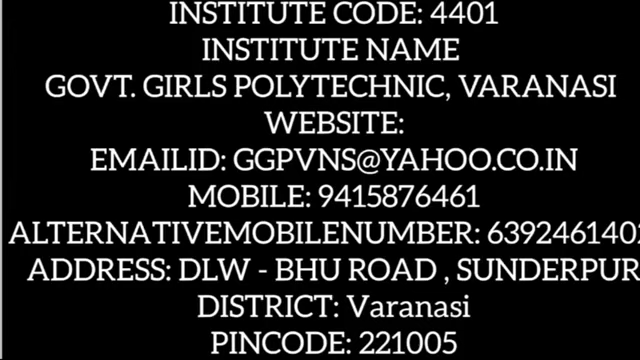 INSTITUTE CODE: 4401
INSTITUTE NAME
GOVT. GIRLS POLYTECHNIC, VARANASI
WEBSITE:
EMAILID: GGPVNS@YAHOO.CO.IN
MOBILE: 9415876461
ALTERNATIVEMOBILENUMBER:
ADDRESS: DLW - BHU ROAD , SUNDERPUR
DISTRICT: Varanasi
PINCODE: 221005